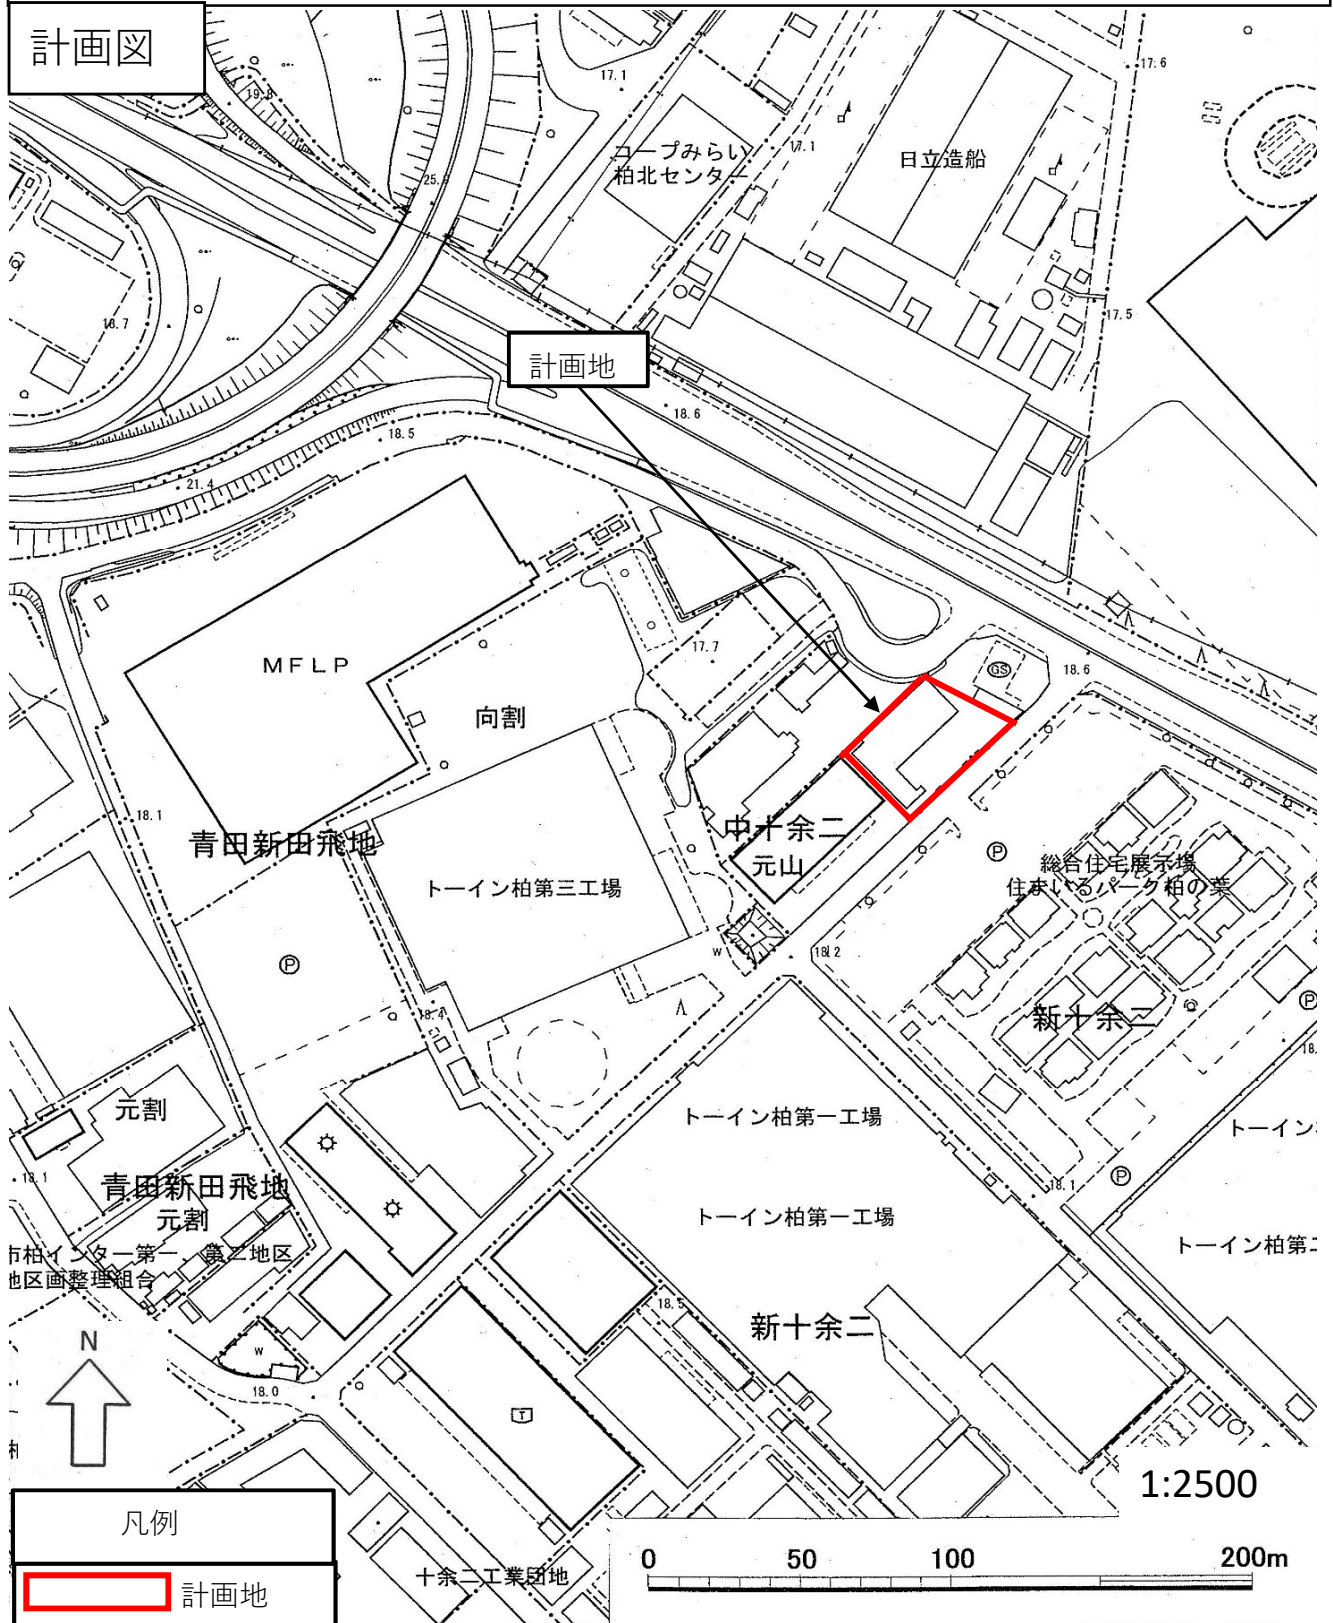 計画図
17.1
17.6
19.8
コープみらい
柏北センター
17.1
日立造船
25.
18.7
17.5
計画地
18.6
18.5
21.4
MFLP
17.7
GS
18.6
向割
18.1
青田新田飛地
中十余二
元山
トーイン柏第三工場
P
総合住宅展示場
住まいるパーク柏の葉
P
W
18.2
18.4
新十余二
P
18.
元割
トーイン柏第一工場
トーイン
18.1
青田新田飛地
元割
P
18.1
トーイン柏第一工場
市柏インター第一、第二地区
地区画整理組合
トーイン柏第二
18.5
新十余二
N
W
18.0
T
1:2500
凡例
計画地
十余二工業団地
0 50 100 200m